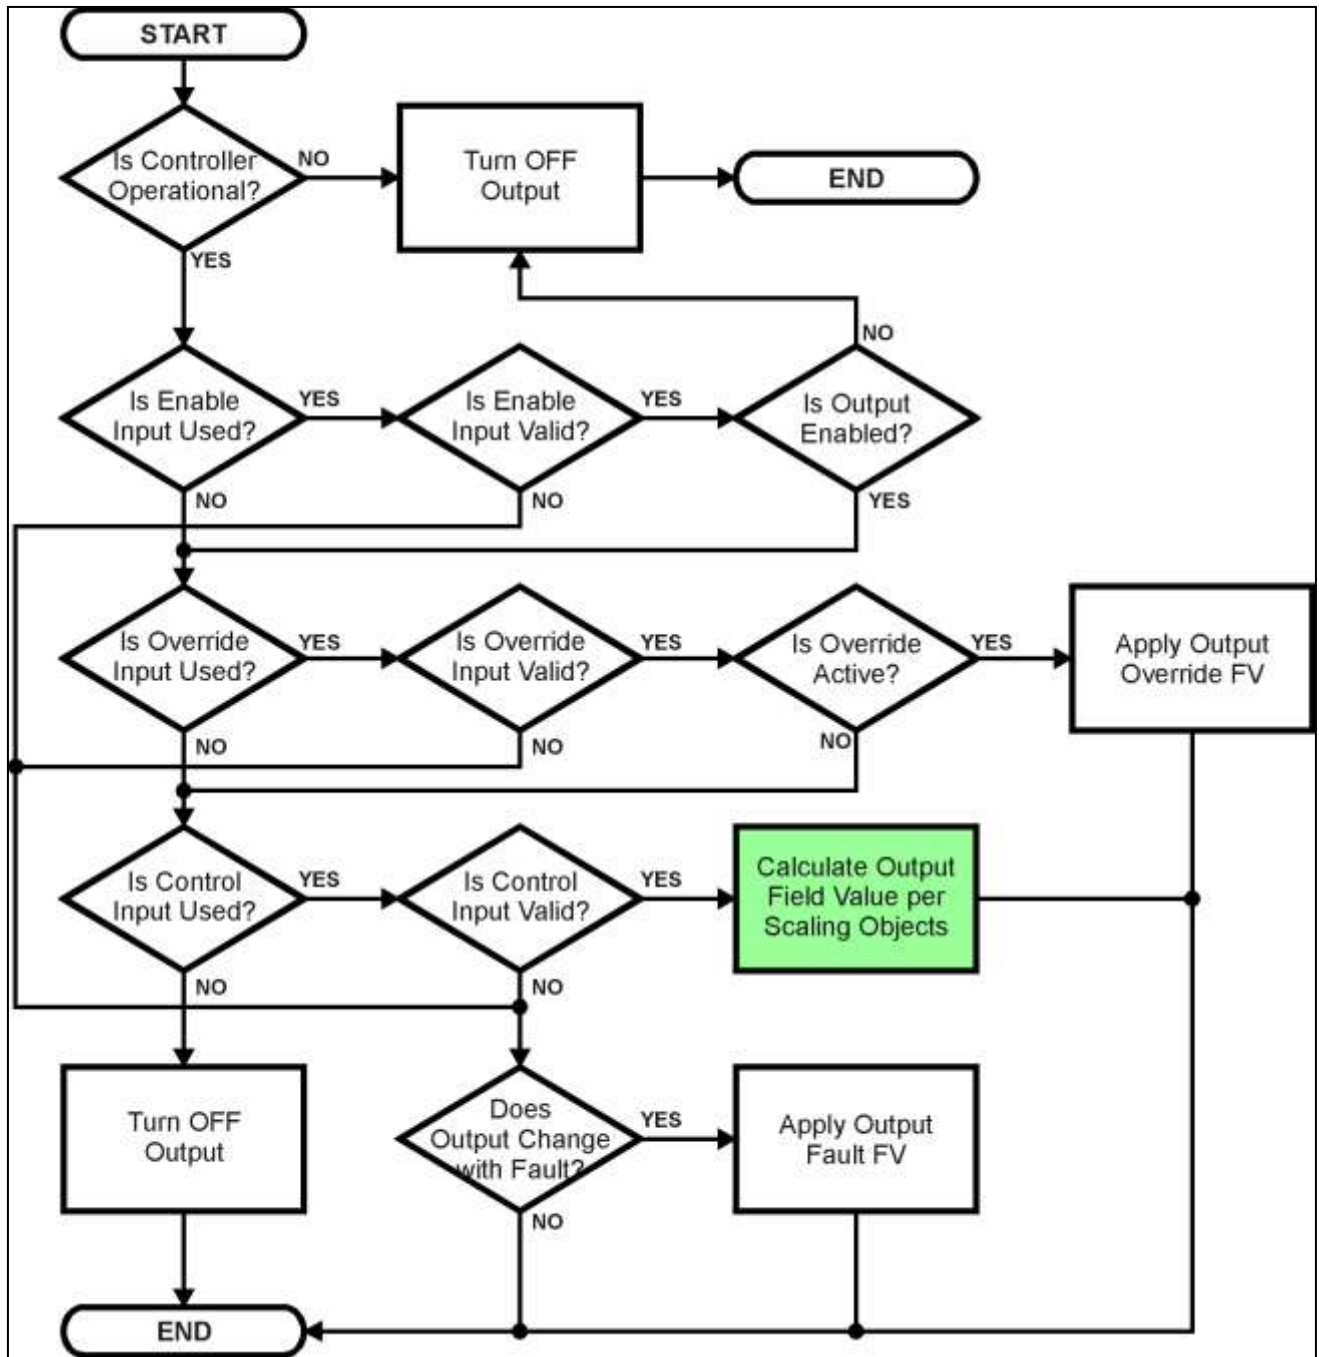 START
Is Controller
Operational?
NO
Turn OFF
Output
END
YES
NO
Is Enable
Input Used?
YES
Is Enable
Input Valid?
YES
Is Output
Enabled?
NO
NO
YES
Is Override
Input Used?
YES
Is Override
Input Valid?
YES
Is Override
Active?
YES
Apply Output
Override FV
NO
NO
NO
Is Control
Input Used?
YES
Is Control
Input Valid?
YES
Calculate Output
Field Value per
Scaling Objects
NO
NO
Turn OFF
Output
Does
Output Change
with Fault?
YES
Apply Output
Fault FV
NO
END